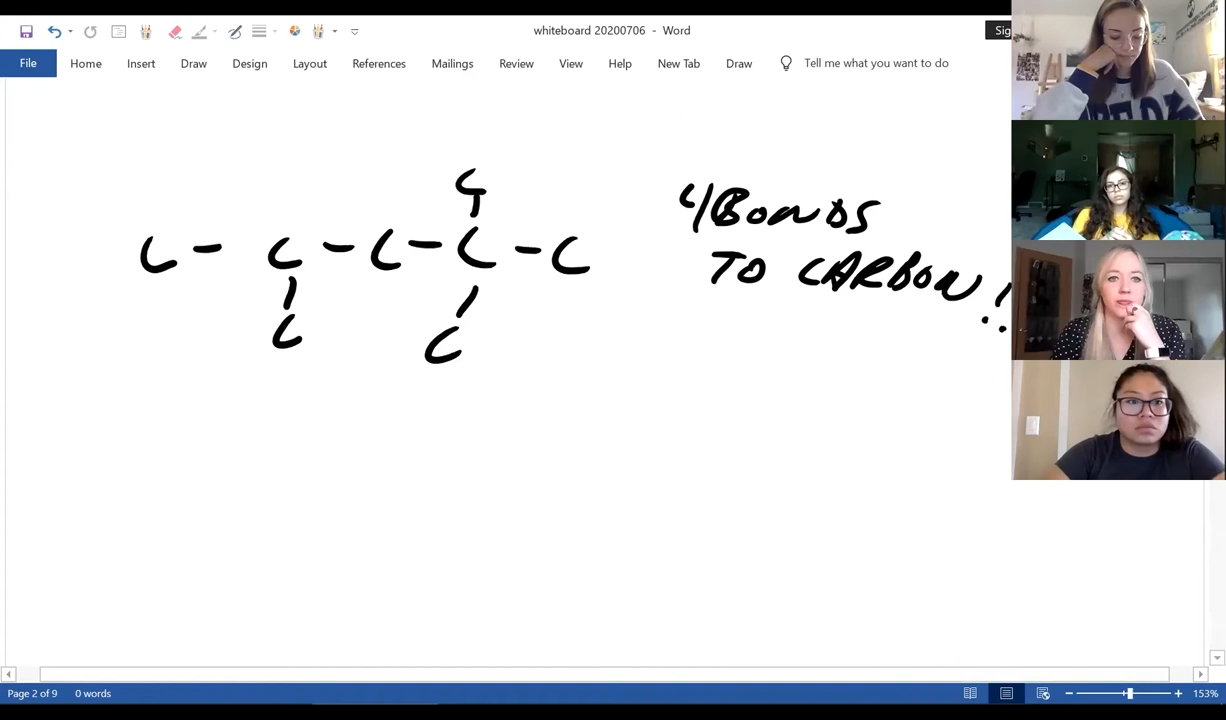 whiteboard 20200706 - Word
File Home Insert Draw Design Layout References Mailings Review View Help New Tab Draw Tell me what you want to do
C
C - C - C - C - C
C C
4 BONDS
TO CARBON!!
Page 2 of 9 0 words
153%